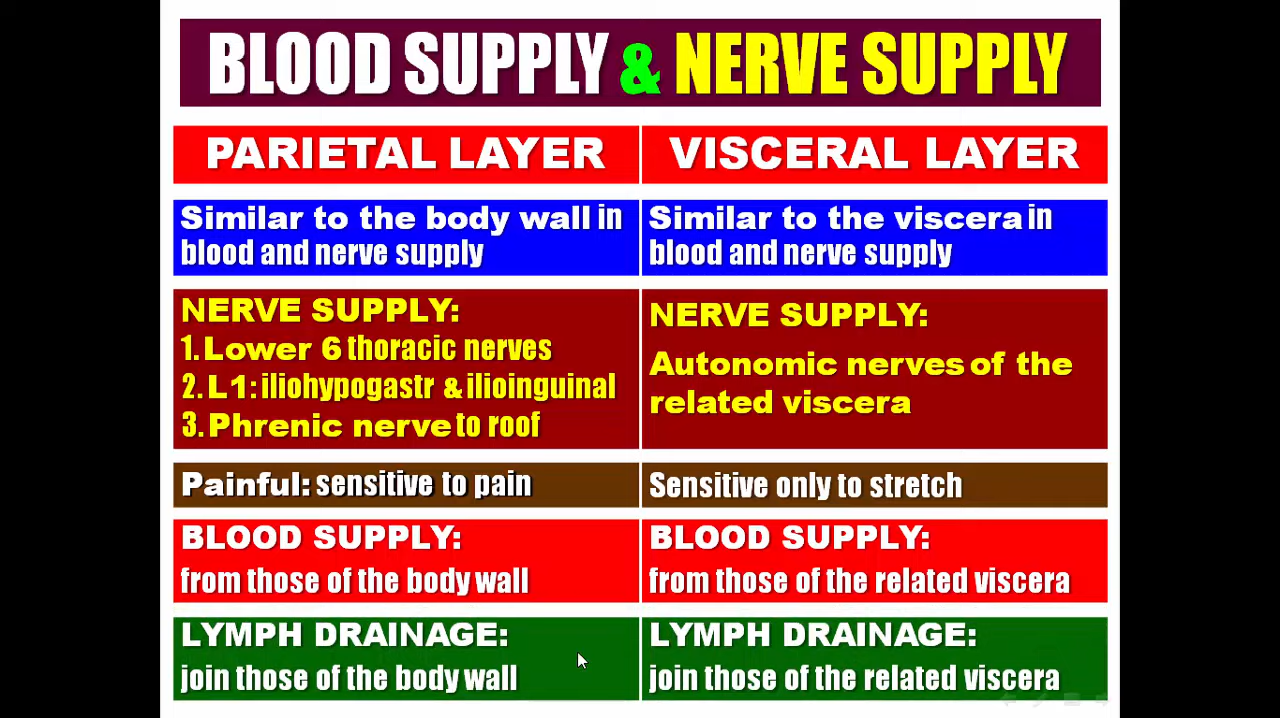 BLOOD SUPPLY & NERVE SUPPLY
PARIETAL LAYER
VISCERAL LAYER
Similar to the body wall in
blood and nerve supply
Similar to the viscera in
blood and nerve supply
NERVE SUPPLY:
1. Lower 6 thoracic nerves
2. L1: iliohypogastr & ilioinguinal
3. Phrenic nerve to roof
NERVE SUPPLY:
Autonomic nerves of the
related viscera
Painful: sensitive to pain
Sensitive only to stretch
BLOOD SUPPLY:
from those of the body wall
BLOOD SUPPLY:
from those of the related viscera
LYMPH DRAINAGE:
join those of the body wall
LYMPH DRAINAGE:
join those of the related viscera